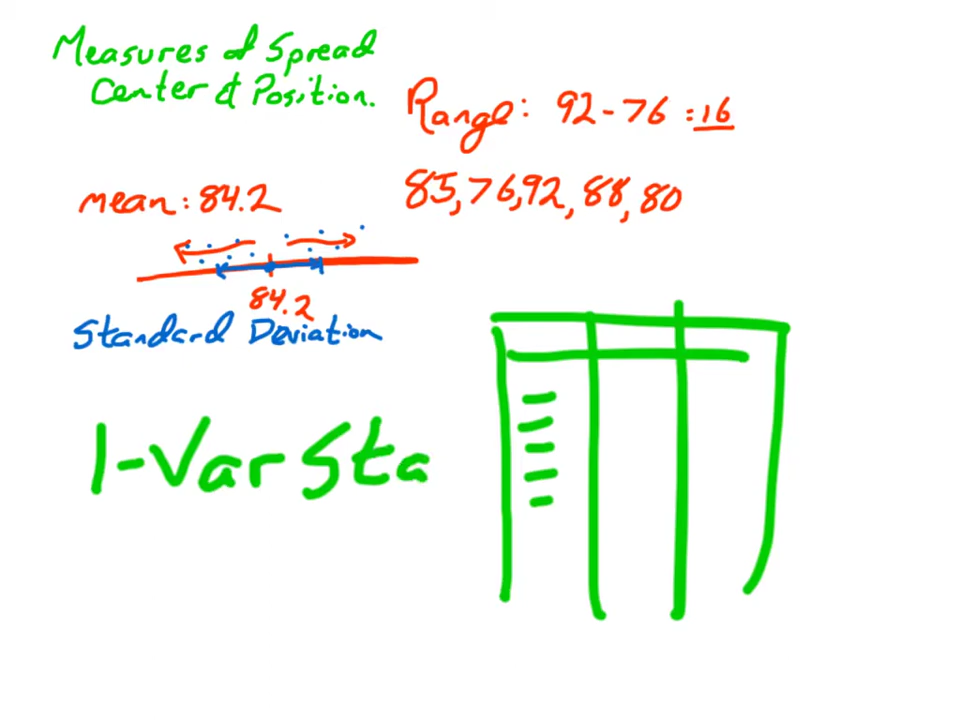 Measures of Spread
Center & Position.
Range: 92-76 =16
85,76,92,88,80
mean: 84.2
84.2
Standard Deviation
1-Var Sta